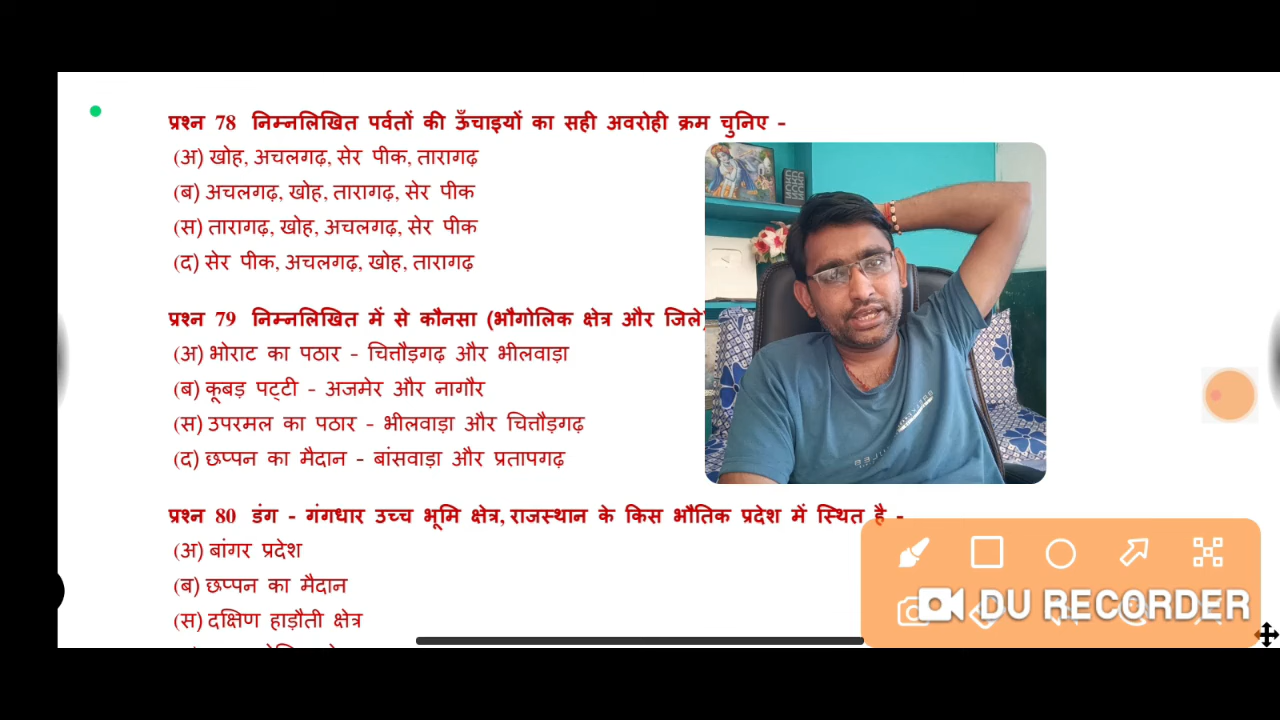 प्रश्न 78 निम्नलिखित पर्वतों की ऊँचाइयों का सही अवरोही क्रम चुनिए -
(अ) खोह, अचलगढ़, सेर पीक, तारागढ़
(ब) अचलगढ़, खोह, तारागढ़, सेर पीक
(स) तारागढ़, खोह, अचलगढ़, सेर पीक
(द) सेर पीक, अचलगढ़, खोह, तारागढ़
प्रश्न 79 निम्नलिखित में से कौनसा (भौगोलिक क्षेत्र और जिले)
(अ) भोराट का पठार - चित्तौड़गढ़ और भीलवाड़ा
(ब) कूबड़ पट्टी - अजमेर और नागौर
(स) उपरमल का पठार - भीलवाड़ा और चित्तौड़गढ़
(द) छप्पन का मैदान - बांसवाड़ा और प्रतापगढ़
प्रश्न 80 डंग - गंगधार उच्च भूमि क्षेत्र, राजस्थान के किस भौतिक प्रदेश में स्थित है -
(अ) बांगर प्रदेश
(ब) छप्पन का मैदान
(स) दक्षिण हाड़ौती क्षेत्र
DU RECORDER